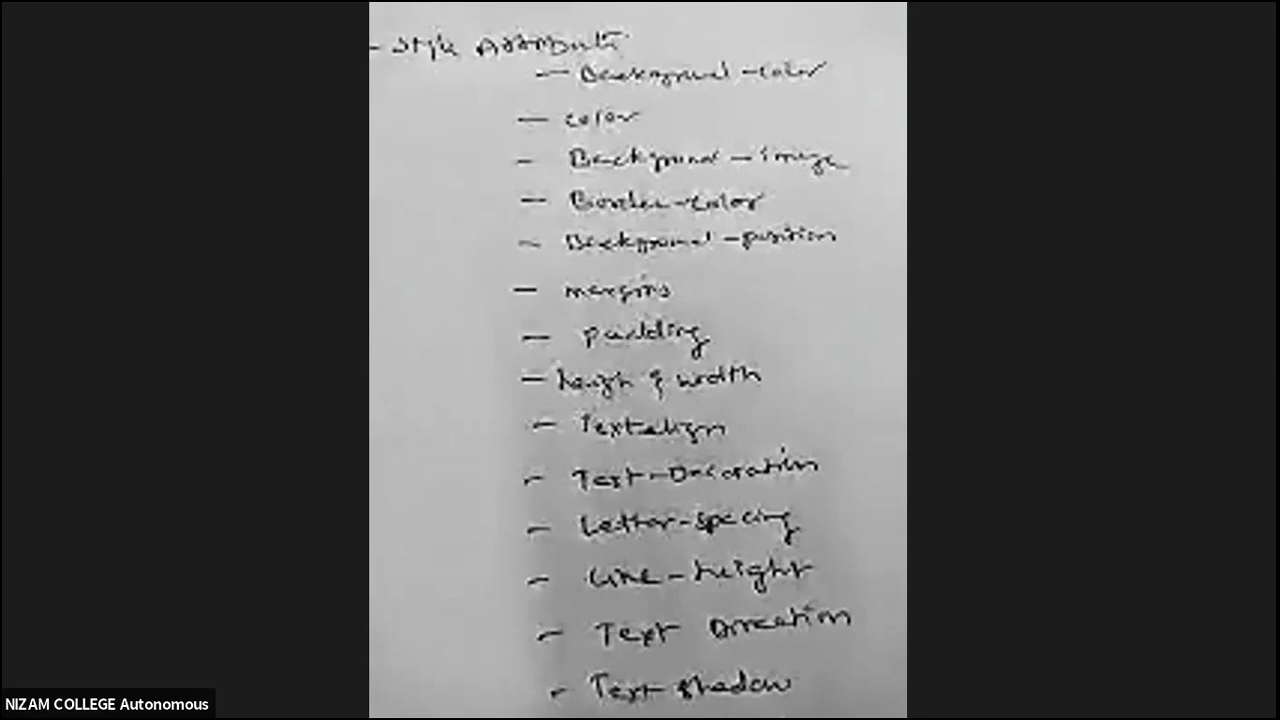 - Style Attribute
- Background-color
- color
- Background-image
- Border-color
- Background-position
- margins
- padding
- heigh & width
- Textalign
- Text-Decoration
- Letter-spacing
- Line-height
- Text Direction
- Text shadow
NIZAM COLLEGE Autonomous